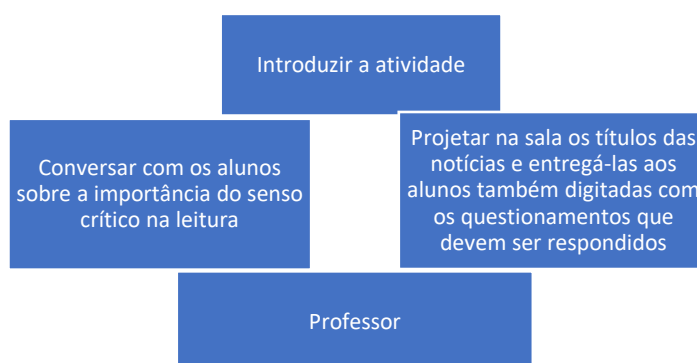 Introduzir a atividade
Conversar com os alunos
sobre a importância do senso
crítico na leitura
Projetar na sala os títulos das
notícias e entregá-las aos
alunos também digitadas com
os questionamentos que
devem ser respondidos
Professor